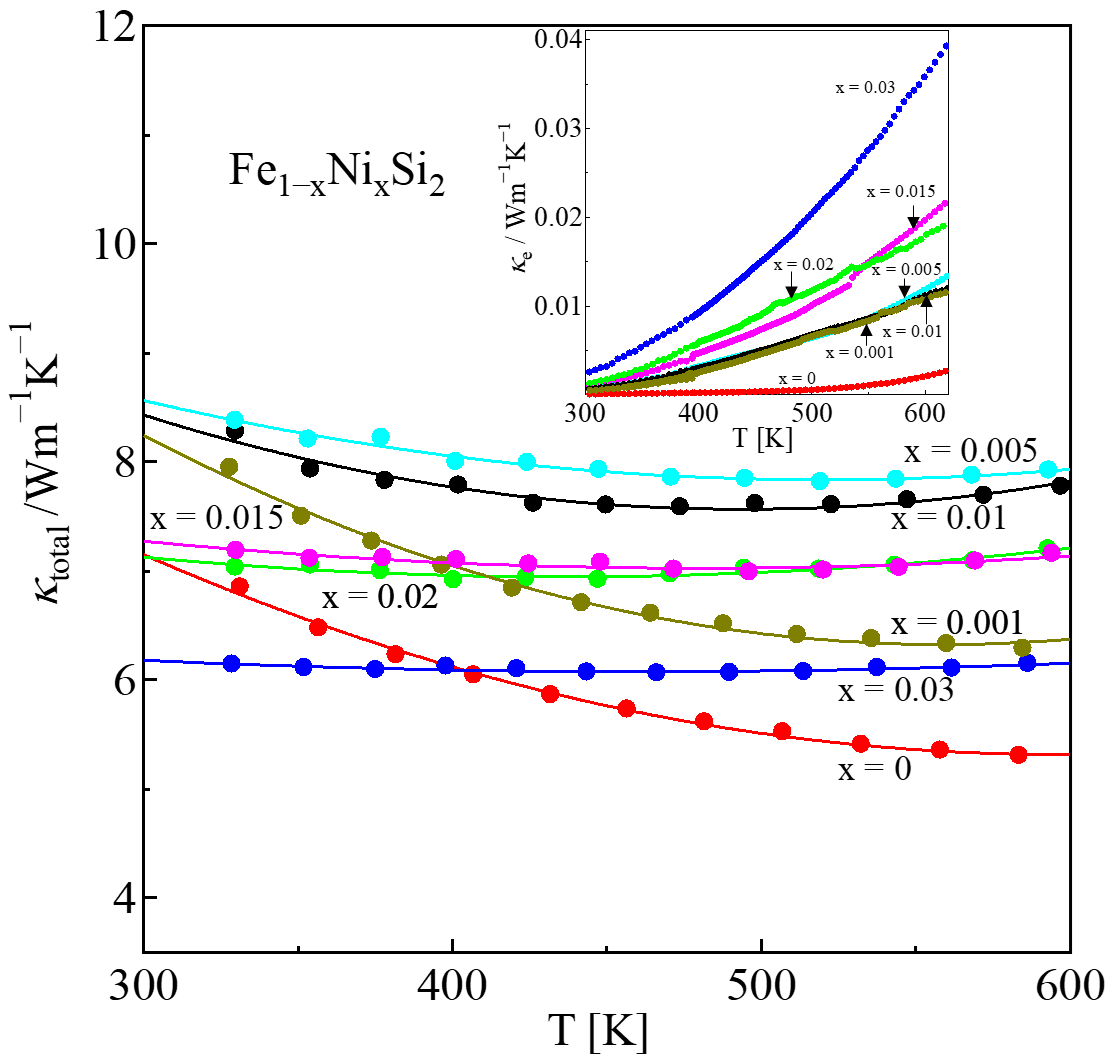 12
10
8
6
4
300
400
500
600
T [K]
κtotal /Wm−1K−1
Fe1−xNixSi2
x = 0.005
x = 0.01
x = 0.015
x = 0.02
x = 0.001
x = 0.03
x = 0
0.04
0.03
0.02
0.01
300
400
500
600
T [K]
κe / Wm−1K−1
x = 0.03
x = 0.015
x = 0.02
x = 0.005
x = 0.01
x = 0.001
x = 0